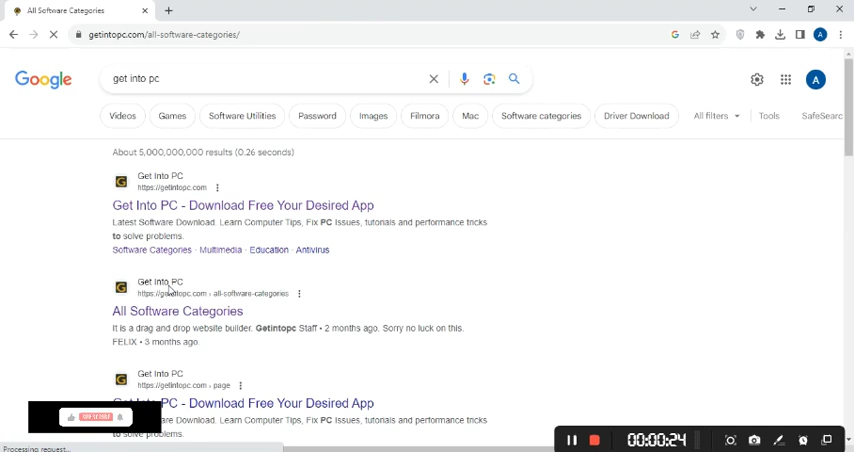 All Software Categories
getintopc.com/all-software-categories/
G
A
Google
get into pc
A
Videos
Games
Software Utilities
Password
Images
Filmora
Mac
Software categories
Driver Download
All filters
Tools
SafeSearc
About 5,000,000,000 results (0.26 seconds)
G
Get Into PC
https://getintopc.com
Get Into PC - Download Free Your Desired App
Latest Software Download. Learn Computer Tips, Fix PC Issues, tutorials and performance tricks
to solve problems.
Software Categories · Multimedia · Education · Antivirus
G
Get Into PC
https://getintopc.com › all-software-categories
All Software Categories
It is a drag and drop website builder. Getintopc Staff • 2 months ago. Sorry no luck on this.
FELIX • 3 months ago.
G
Get Into PC
https://getintopc.com › page
PC - Download Free Your Desired App
Download. Learn Computer Tips, Fix PC Issues, tutorials and performance tricks
to solve problems.
SUBSCRIBE
00:00:24
Processing request...